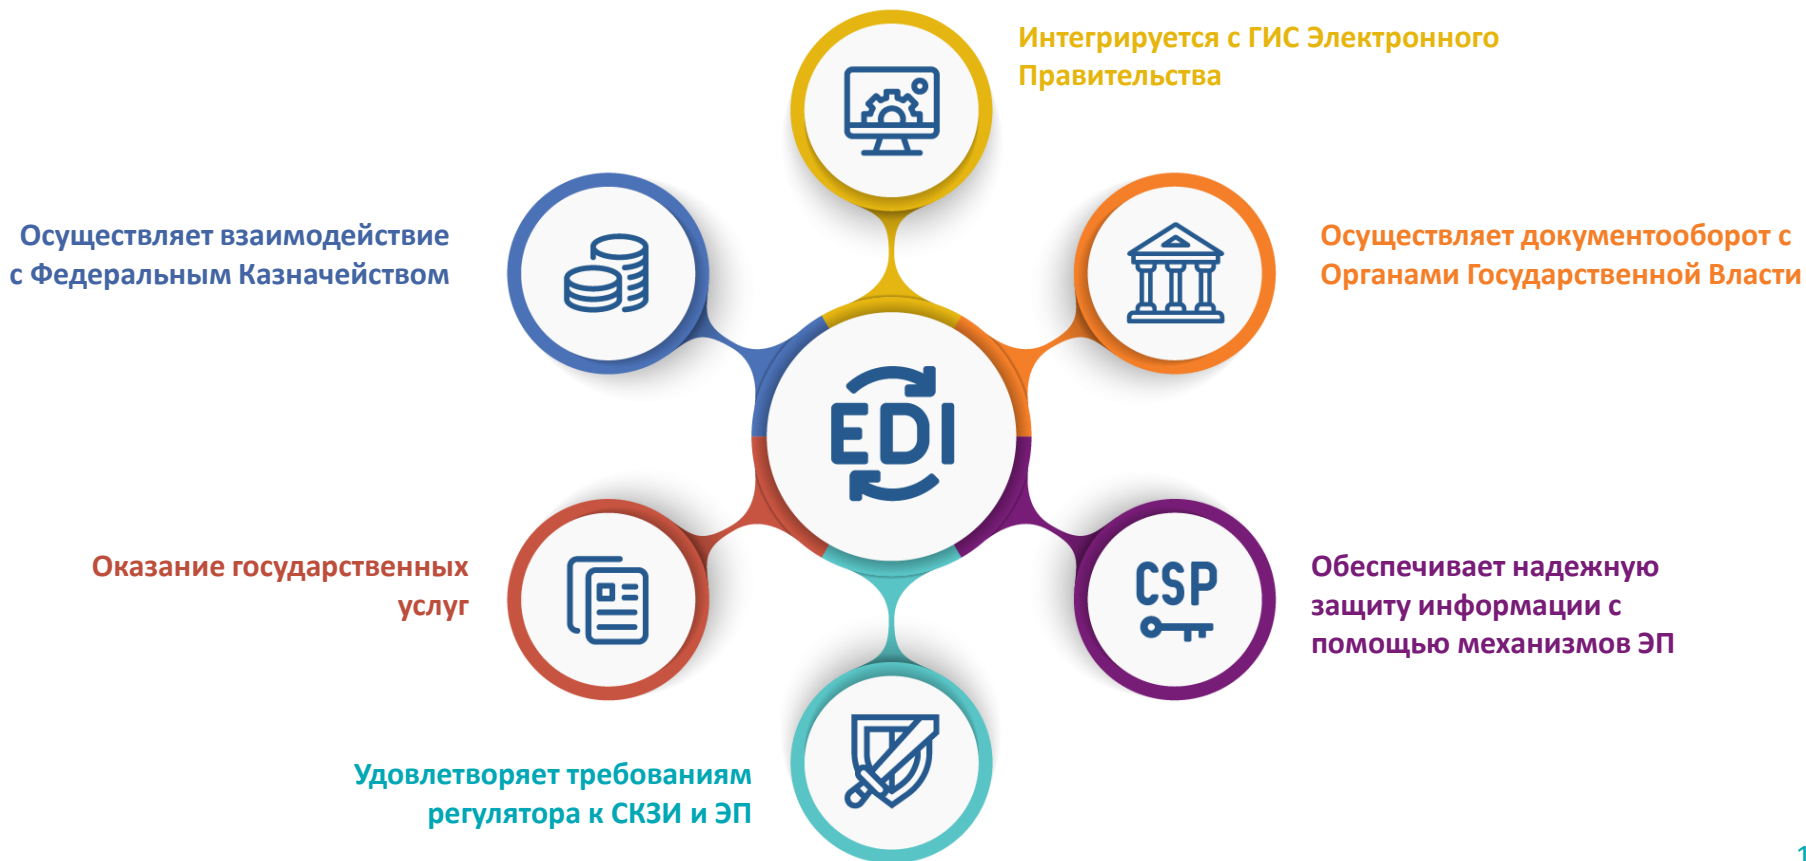 Интегрируется с ГИС Электронного
Правительства
Осуществляет взаимодействие
с Федеральным Казначейством
Осуществляет документооборот с
Органами Государственной Власти
EDI
Оказание государственных
услуг
CSP
Обеспечивает надежную
защиту информации с
помощью механизмов ЭП
Удовлетворяет требованиям
регулятора к СКЗИ и ЭП
1